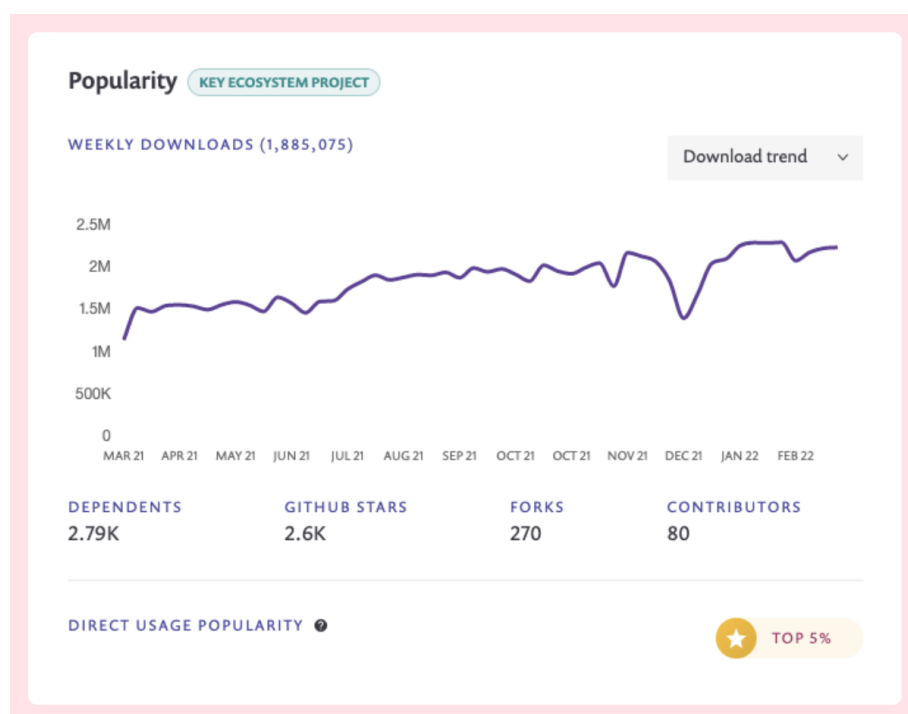 Popularity KEY ECOSYSTEM PROJECT
WEEKLY DOWNLOADS (1,885,075)
Download trend
2.5M
2M
1.5M
1M
500K
0
MAR 21 APR 21 MAY 21 JUN 21 JUL 21 AUG 21 SEP 21 OCT 21 OCT 21 NOV 21 DEC 21 JAN 22 FEB 22
DEPENDENTS GITHUB STARS FORKS CONTRIBUTORS
2.79K 2.6K 270 80
DIRECT USAGE POPULARITY ? TOP 5%